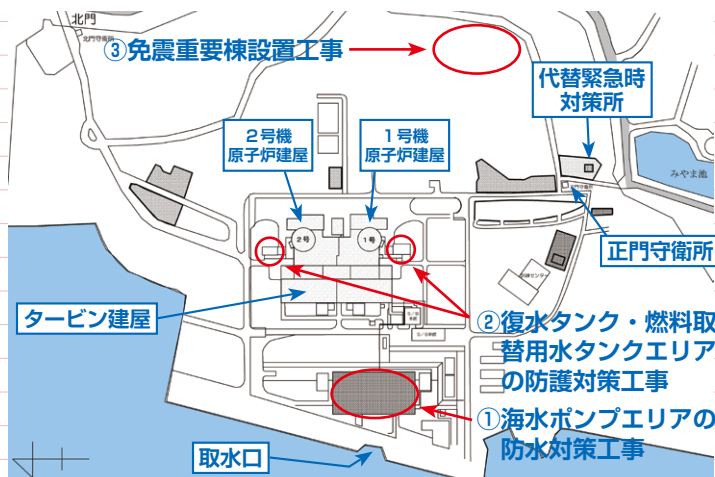 北門
北門守衛所
③免震重要棟設置工事
代替緊急時
対策所
2号機
原子炉建屋
1号機
原子炉建屋
みやま池
2号
1号
正門守衛所
タービン建屋
②復水タンク・燃料取
替用水タンクエリア
の防護対策工事
①海水ポンプエリアの
防水対策工事
取水口